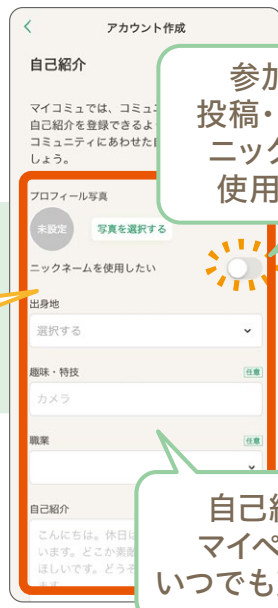 アカウント作成
自己紹介
マイコミュでは、コミュ
自己紹介を登録できるよ
コミュニティにあわせた
しょう。
参加
投稿・
ニック
使用
プロフィール写真
未設定
写真を選択する
ニックネームを使用したい
出身地
選択する
趣味・特技
任意
カメラ
職業
任意
自己紹介
こんにちは。休日は
います。どこか素敵
ほしいです。どうぞ
ます
自己紹
マイペ
いつでも